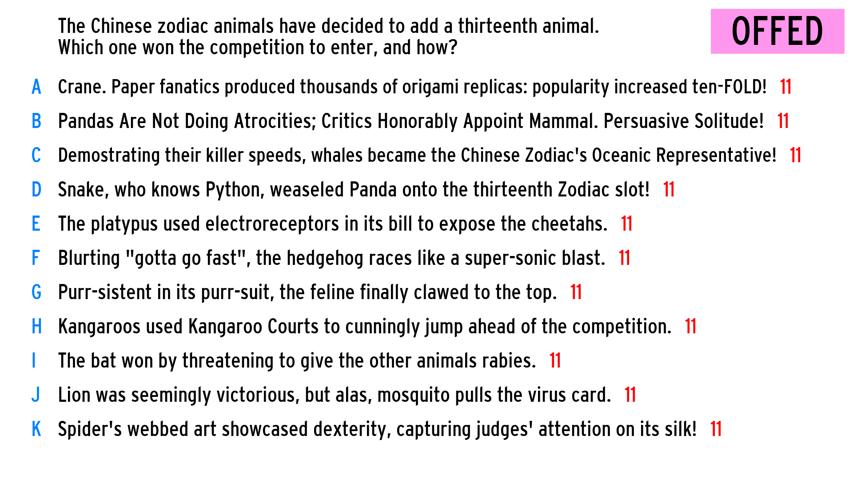 The Chinese zodiac animals have decided to add a thirteenth animal.
Which one won the competition to enter, and how?
OFFED
A Crane. Paper fanatics produced thousands of origami replicas: popularity increased ten-FOLD! 11
B Pandas Are Not Doing Atrocities; Critics Honorably Appoint Mammal. Persuasive Solitude! 11
C Demostrating their killer speeds, whales became the Chinese Zodiac's Oceanic Representative! 11
D Snake, who knows Python, weaseled Panda onto the thirteenth Zodiac slot! 11
E The platypus used electroreceptors in its bill to expose the cheetahs. 11
F Blurting "gotta go fast", the hedgehog races like a super-sonic blast. 11
G Purr-sistent in its purr-suit, the feline finally clawed to the top. 11
H Kangaroos used Kangaroo Courts to cunningly jump ahead of the competition. 11
I The bat won by threatening to give the other animals rabies. 11
J Lion was seemingly victorious, but alas, mosquito pulls the virus card. 11
K Spider's webbed art showcased dexterity, capturing judges' attention on its silk! 11